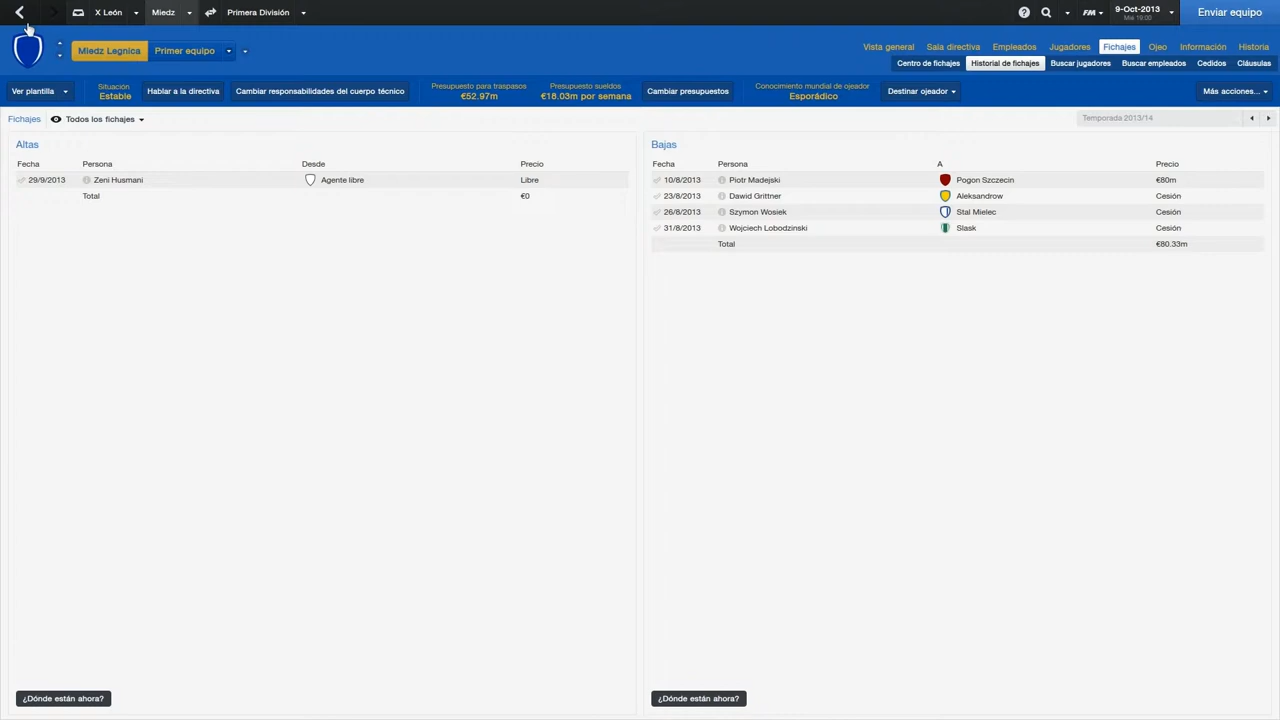 X León
Miedz
Primera División
FM
9-Oct-2013
Mié 19:00
Enviar equipo
Miedz Legnica
Primer equipo
Vista general
Sala directiva
Empleados
Jugadores
Fichajes
Ojeo
Información
Historia
Centro de fichajes
Historial de fichajes
Buscar jugadores
Buscar empleados
Cedidos
Cláusulas
Ver plantilla
Situación
Estable
Hablar a la directiva
Cambiar responsabilidades del cuerpo técnico
Presupuesto para traspasos
€52.97m
Presupuesto sueldos
€18.03m por semana
Cambiar presupuestos
Conocimiento mundial de ojeador
Esporádico
Destinar ojeador
Más acciones...
Fichajes
Todos los fichajes
Temporada 2013/14
Altas
Fecha Persona Desde Precio
29/9/2013 Zeni Husmani Agente libre Libre
Total €0
¿Dónde están ahora?
Bajas
Fecha Persona A Precio
10/8/2013 Piotr Madejski Pogon Szczecin €80m
23/8/2013 Dawid Grittner Aleksandrow Cesión
26/8/2013 Szymon Wosiek Stal Mielec Cesión
31/8/2013 Wojciech Lobodzinski Slask Cesión
Total €80.33m
¿Dónde están ahora?